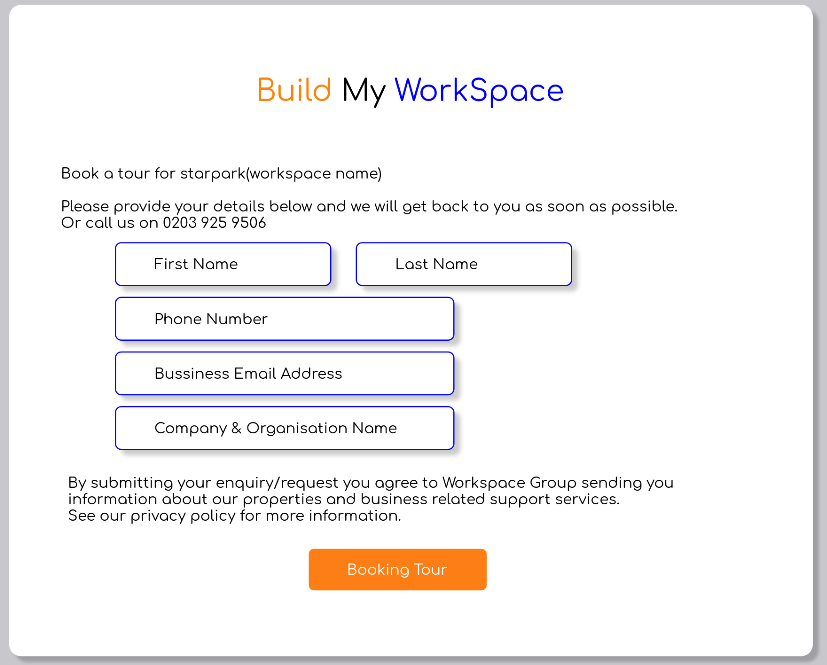 Build My WorkSpace
Book a tour for starpark(workspace name)
Please provide your details below and we will get back to you as soon as possible.
Or call us on 0203 925 9506
First Name
Last Name
Phone Number
Bussiness Email Address
Company & Organisation Name
By submitting your enquiry/request you agree to Workspace Group sending you
information about our properties and business related support services.
See our privacy policy for more information.
Booking Tour